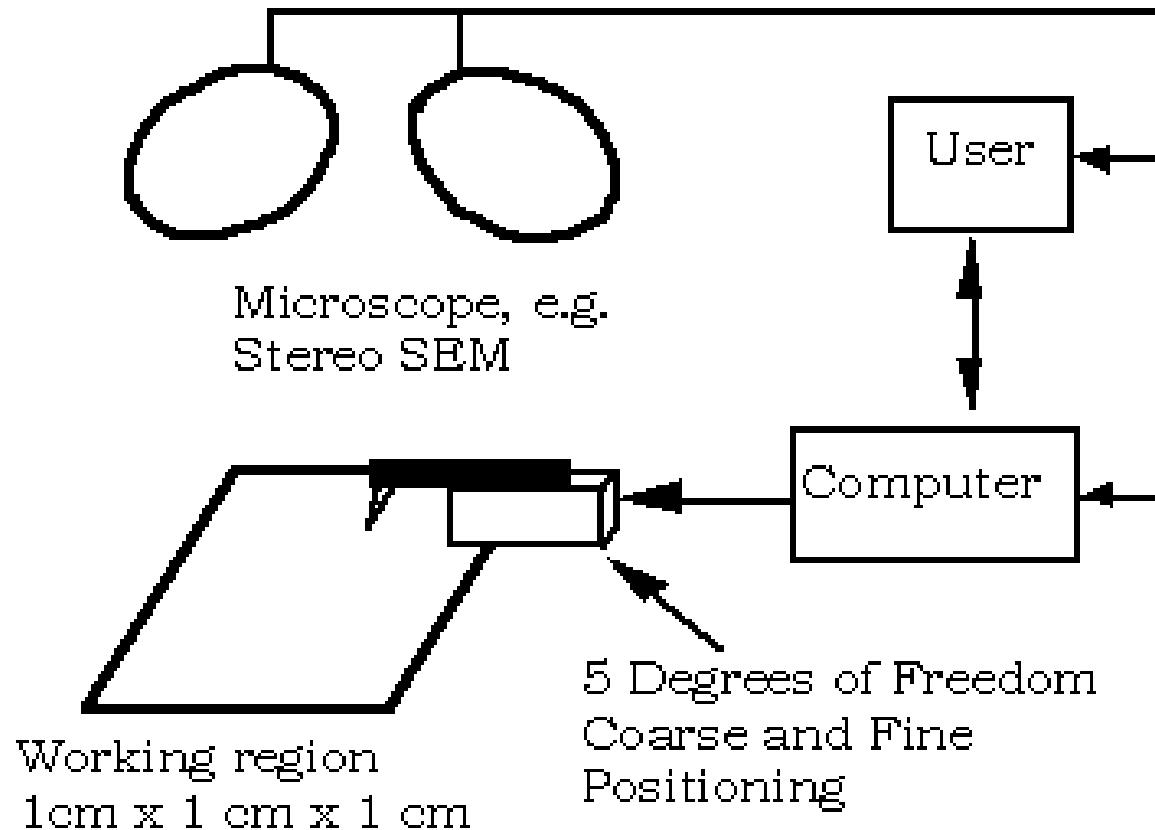 User
Microscope, e.g.
Stereo SEM
Computer
5 Degrees of Freedom
Coarse and Fine
Positioning
Working region
1cm x 1 cm x 1 cm